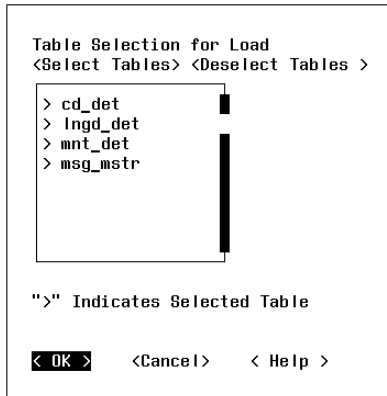 Table Selection for Load
<Select Tables> <Deselect Tables >
> cd_det
> lngd_det
> mnt_det
> msg_mstr
">" Indicates Selected Table
< OK > <Cancel> < Help >